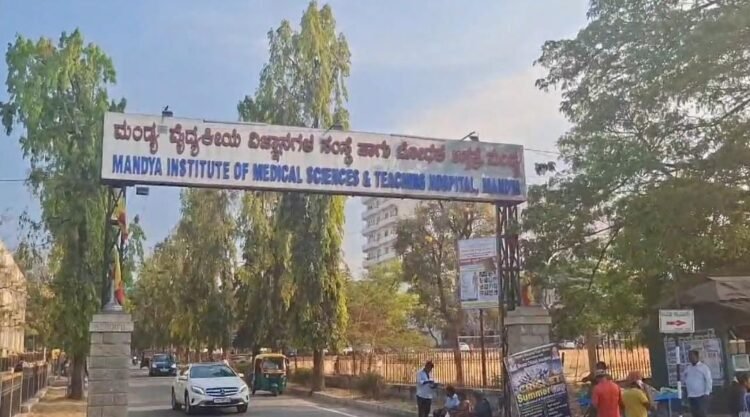 ಮಂಡ್ಯ ವೈದ್ಯಕೀಯ ವಿಜ್ಞಾನಗಳ ಸಂಸ್ಥೆ ಹಾಗು ಬೋಧಕ ಆಸ್ಪತ್ರೆ, ಮಂಡ್ಯ
MANDYA INSTITUTE OF MEDICAL SCIENCES & TEACHING HOSPITAL, MANDYA